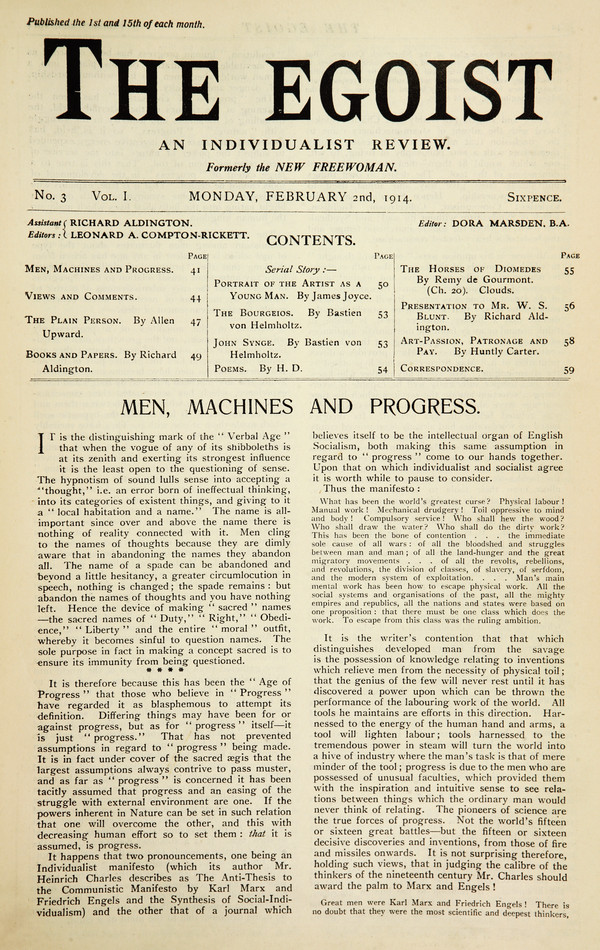 Published the 1st and 15th of each month.
THE EGOIST
AN INDIVIDUALIST REVIEW.
Formerly the NEW FREEWOMAN.
No. 3 Vol. I. MONDAY, FEBRUARY 2nd, 1914. Sixpence.
Assistant Editors: { RICHARD ALDINGTON.
LEONARD A. COMPTON-RICKETT.
Editor: DORA MARSDEN, B.A.
CONTENTS.
Page
Men, Machines and Progress. 41
Views and Comments. 44
The Plain Person. By Allen 47
Upward.
Books and Papers. By Richard 49
Aldington.
Page
Serial Story:—
Portrait of the Artist as a 50
Young Man. By James Joyce.
The Bourgeios. By Bastien 53
von Helmholtz.
John Synge. By Bastien von 53
Helmholtz.
Poems. By H. D. 54
Page
The Horses of Diomedes 55
By Remy de Gourmont.
(Ch. 20). Clouds.
Presentation to Mr. W. S. 56
Blunt. By Richard Ald-
ington.
Art-Passion, Patronage and 58
Pay. By Huntly Carter.
Correspondence. 59
MEN, MACHINES AND PROGRESS.
IT is the distinguishing mark of the "Verbal Age"
that when the vogue of any of its shibboleths is
at its zenith and exerting its strongest influence
it is the least open to the questioning of sense.
The hypnotism of sound lulls sense into accepting a
"thought," i.e. an error born of ineffectual thinking,
into its categories of existent things, and giving to it
a "local habitation and a name." The name is all-
important since over and above the name there is
nothing of reality connected with it. Men cling
to the names of thoughts because they are dimly
aware that in abandoning the names they abandon
all. The name of a spade can be abandoned and
beyond a little hesitancy, a greater circumlocution in
speech, nothing is changed; the spade remains: but
abandon the names of thoughts and you have nothing
left. Hence the device of making "sacred" names
—the sacred names of "Duty," "Right," "Obedi-
ence," "Liberty" and the entire "moral" outfit,
whereby it becomes sinful to question names. The
sole purpose in fact in making a concept sacred is to
ensure its immunity from being questioned.
* * * *
It is therefore because this has been the "Age of
Progress" that those who believe in "Progress"
have regarded it as blasphemous to attempt its
definition. Differing things may have been for or
against progress, but as for "progress" itself—it
is just "progress." That has not prevented
assumptions in regard to "progress" being made.
It is in fact under cover of the sacred ægis that the
largest assumptions always contrive to pass muster,
and as far as "progress" is concerned it has been
tacitly assumed that progress and an easing of the
struggle with external environment are one. If the
powers inherent in Nature can be set in such relation
that one will overcome the other, and this with
decreasing human effort so to set them: that it is
assumed, is progress.
It happens that two pronouncements, one being an
Individualist manifesto (which its author Mr.
Heinrich Charles describes as The Anti-Thesis to
the Communistic Manifesto by Karl Marx and
Friedrich Engels and the Synthesis of Social-Indi-
vidualism) and the other that of a journal which
believes itself to be the intellectual organ of English
Socialism, both making this same assumption in
regard to "progress" come to our hands together.
Upon that on which individualist and socialist agree
it is worth while to pause to consider.
Thus the manifesto:
What has been the world's greatest curse? Physical labour!
Manual work! Mechanical drudgery! Toil oppressive to mind
and body! Compulsory service! Who shall hew the wood?
Who shall draw the water? Who shall do the dirty work?
This has been the bone of contention . . . the immediate
sole cause of all wars: of all the bloodshed and struggles
between man and man; of all the land-hunger and the great
migratory movements . . . of all the revolts, rebellions,
and revolutions, the division of classes, of slavery, of serfdom,
and the modern system of exploitation. . . . Man's main
mental work has been how to escape physical work. All the
social systems and organisations of the past, all the mighty
empires and republics, all the nations and states were based on
one proposition: that there must be one class which does the
work. To escape from this class was the ruling ambition.
It is the writer's contention that that which
distinguishes developed man from the savage
is the possession of knowledge relating to inventions
which relieve men from the necessity of physical toil;
that the genius of the few will never rest until it has
discovered a power upon which can be thrown the
performance of the labouring work of the world. All
tools he maintains are efforts in this direction. Har-
nessed to the energy of the human hand and arms, a
tool will lighten labour; tools harnessed to the
tremendous power in steam will turn the world into
a hive of industry where the man's task is that of mere
minder of the tool; progress is due to the men who are
possessed of unusual faculties, which provided them
with the inspiration and intuitive sense to see rela-
tions between things which the ordinary man would
never think of relating. The pioneers of science are
the true forces of progress. Not the world's fifteen
or sixteen great battles—but the fifteen or sixteen
decisive discoveries and inventions, from those of fire
and missiles onwards. It is not surprising therefore,
holding such views, that in judging the calibre of the
thinkers of the nineteenth century Mr. Charles should
award the palm to Marx and Engels!
Great men were Karl Marx and Friedrich Engels! There is
no doubt that they were the most scientific and deepest thinkers,